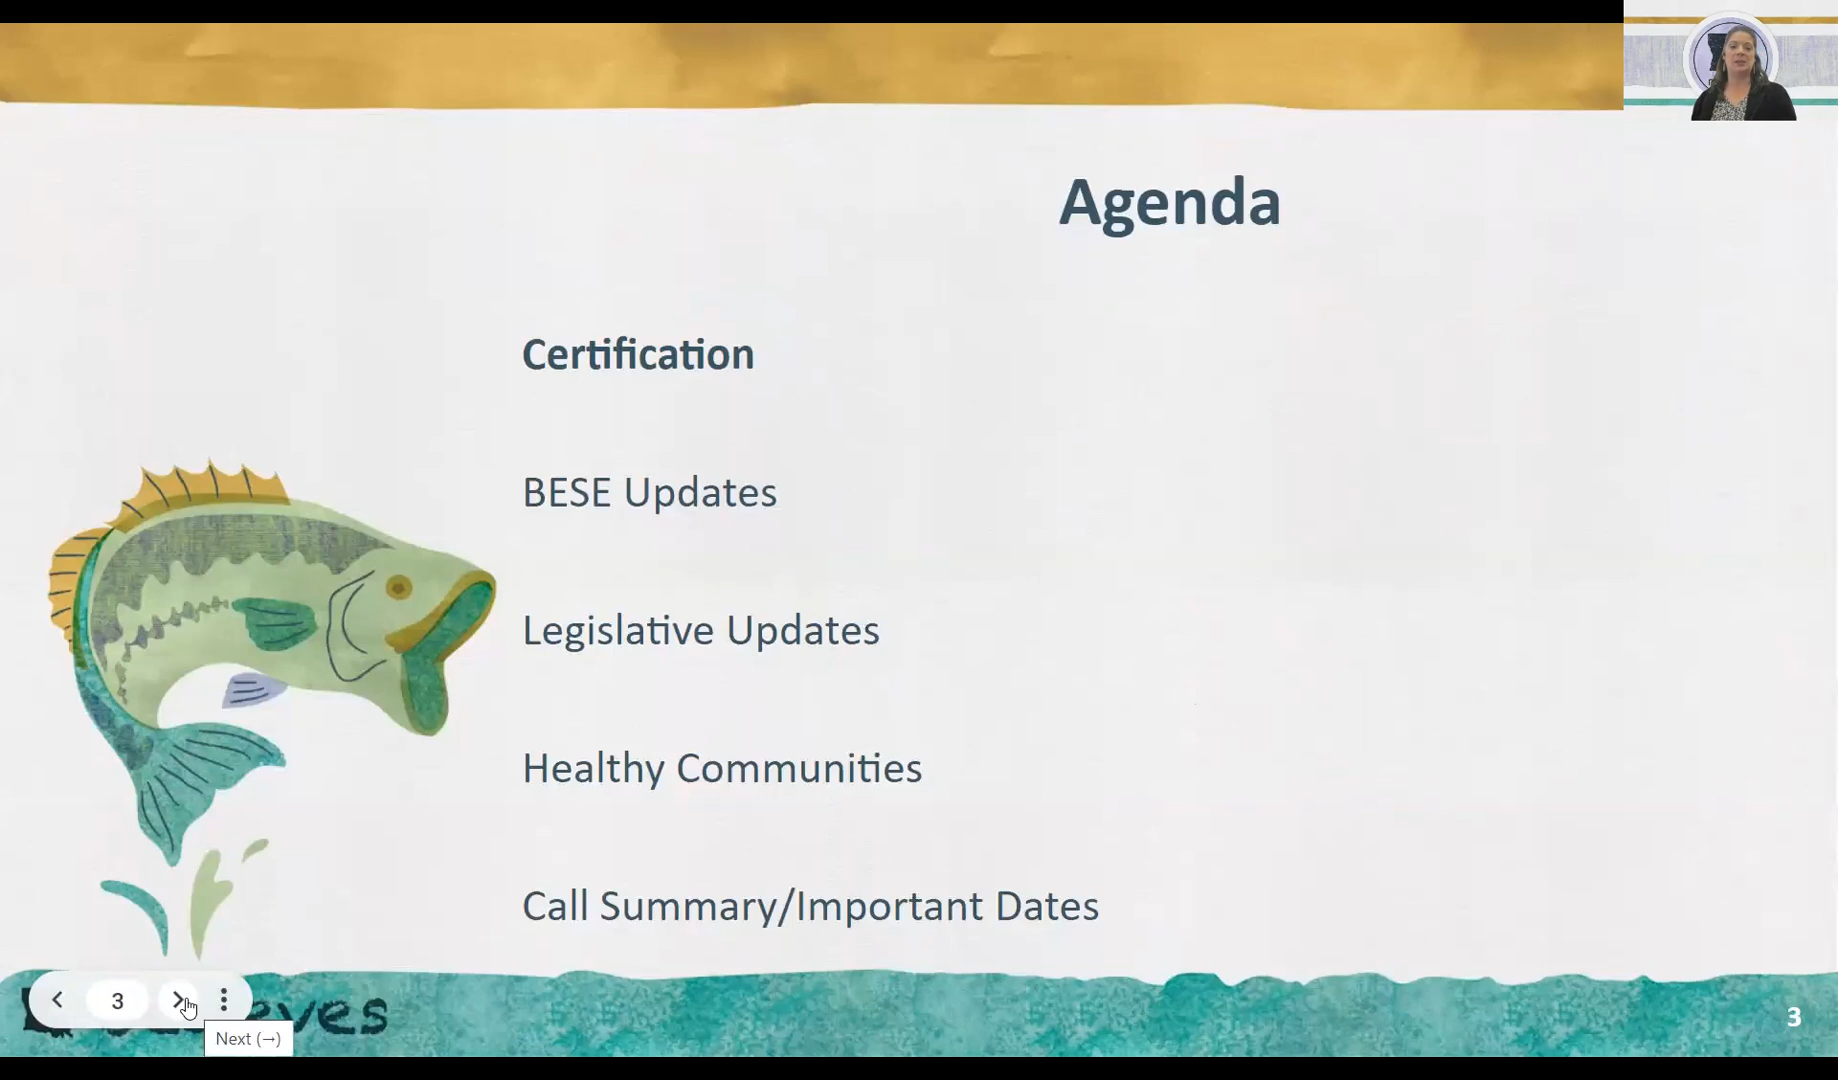 Agenda
Certification
BESE Updates
Legislative Updates
Healthy Communities
Call Summary/Important Dates
3
Next (→)
3